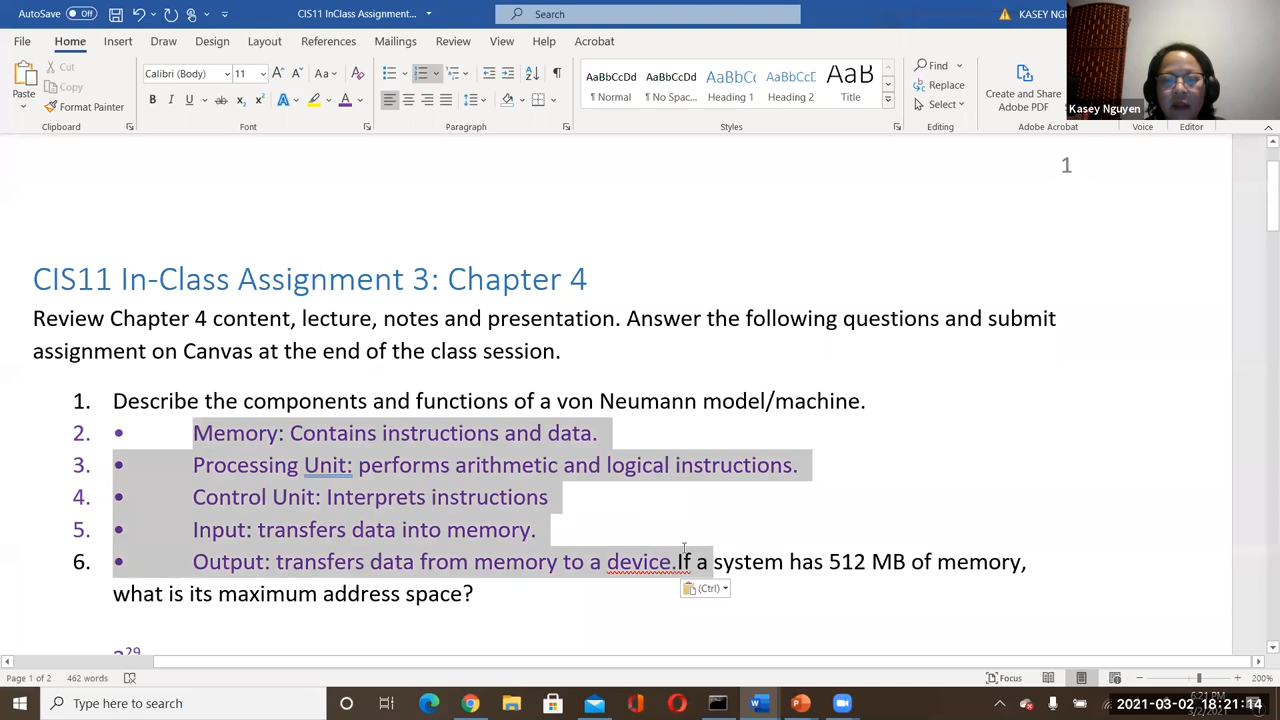 AutoSave Off CIS11 InClass Assignment... Search KASEY NGU
File Home Insert Draw Design Layout References Mailings Review View Help Acrobat
Paste Cut Copy Format Painter Clipboard
Calibri (Body) 11 Font
Paragraph
AaBbCcDd ¶ Normal AaBbCcDd ¶ No Spac... AaBbCc Heading 1 AaBbCcD Heading 2 AaB Title Styles
Find Replace Select Editing
Create and Share Adobe PDF Adobe Acrobat
Voice Editor
Kasey Nguyen
1
CIS11 In-Class Assignment 3: Chapter 4
Review Chapter 4 content, lecture, notes and presentation. Answer the following questions and submit
assignment on Canvas at the end of the class session.
1. Describe the components and functions of a von Neumann model/machine.
2. • Memory: Contains instructions and data.
3. • Processing Unit: performs arithmetic and logical instructions.
4. • Control Unit: Interprets instructions
5. • Input: transfers data into memory.
6. • Output: transfers data from memory to a device.If a system has 512 MB of memory,
what is its maximum address space?
(Ctrl)
Page 1 of 2 462 words Focus 200%
Type here to search
2021-03-02 18:21:14